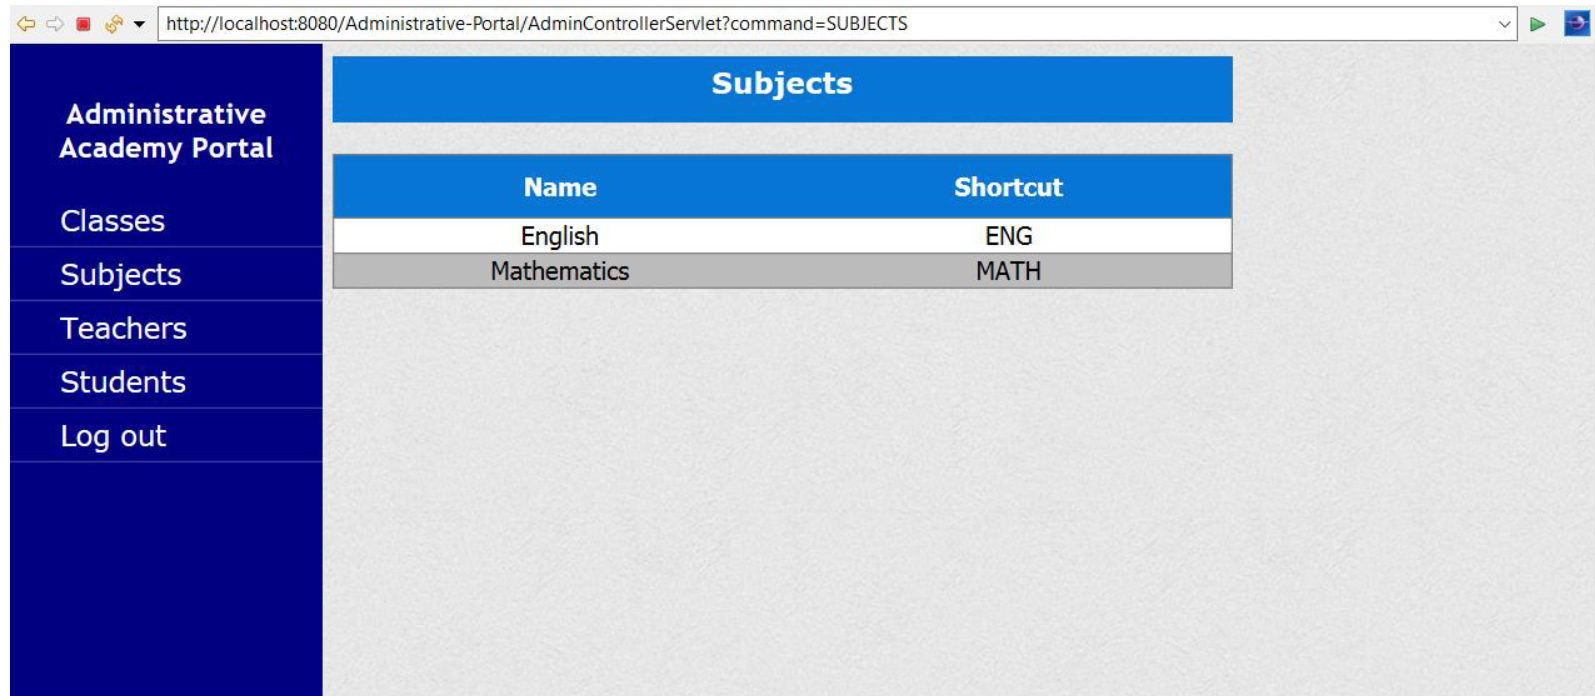 http://localhost:8080/Administrative-Portal/AdminControllerServlet?command=SUBJECTS
Administrative
Academy Portal
Classes
Subjects
Teachers
Students
Log out
Subjects
Name Shortcut
English ENG
Mathematics MATH